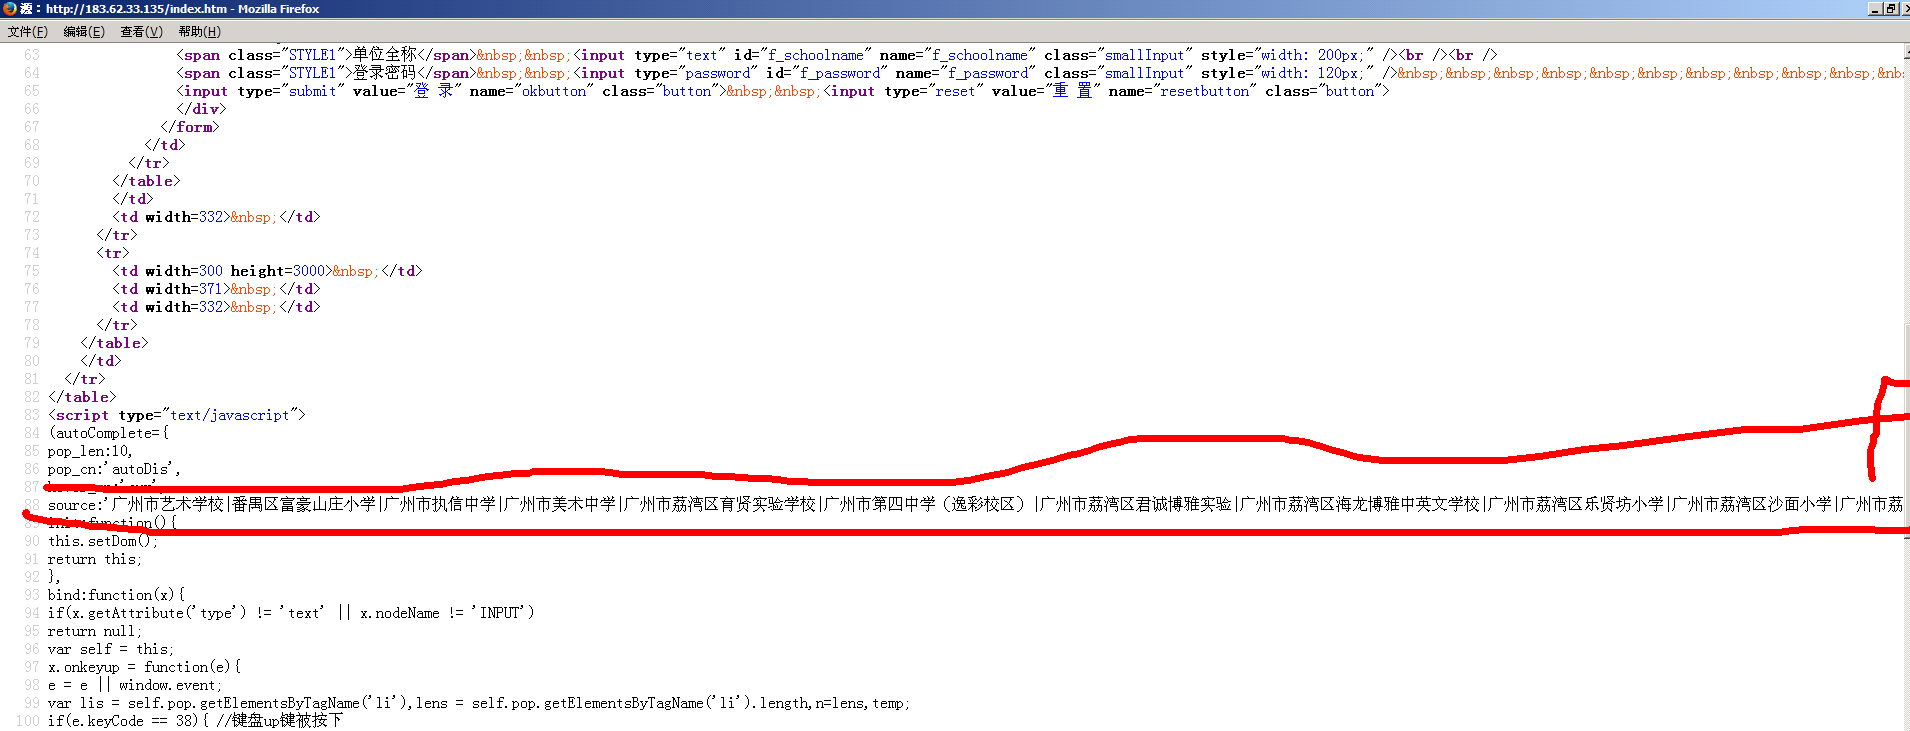 源：http://183.62.33.135/index.htm - Mozilla Firefox
文件(F) 编辑(E) 查看(V) 帮助(H)
63 <span class="STYLE1">单位全称</span>&nbsp;&nbsp;<input type="text" id="f_schoolname" name="f_schoolname" class="smallInput" style="width: 200px;" /><br /><br />
64 <span class="STYLE1">登录密码</span>&nbsp;&nbsp;<input type="password" id="f_password" name="f_password" class="smallInput" style="width: 120px;" />&nbsp;&nbsp;&nbsp;&nbsp;&nbsp;&nbsp;&nbsp;&nbsp;&nbsp;&nbsp;&nb
65 <input type="submit" value="登 录" name="okbutton" class="button">&nbsp;&nbsp;<input type="reset" value="重 置" name="resetbutton" class="button">
66 </div>
67 </form>
68 </td>
69 </tr>
70 </table>
71 </td>
72 <td width=332>&nbsp;</td>
73 </tr>
74 <tr>
75 <td width=300 height=3000>&nbsp;</td>
76 <td width=371>&nbsp;</td>
77 <td width=332>&nbsp;</td>
78 </tr>
79 </table>
80 </td>
81 </tr>
82 </table>
83 <script type="text/javascript">
84 (autoComplete={
85 pop_len:10,
86 pop_cn:'autoDis',
87
88 source:'广州市艺术学校|番禺区富豪山庄小学|广州市执信中学|广州市美术中学|广州市荔湾区育贤实验学校|广州市第四中学（逸彩校区）|广州市荔湾区君诚博雅实验|广州市荔湾区海龙博雅中英文学校|广州市荔湾区乐贤坊小学|广州市荔湾区沙面小学|广州市荔
89 init:function(){
90 this.setDom();
91 return this;
92 },
93 bind:function(x){
94 if(x.getAttribute('type') != 'text' || x.nodeName != 'INPUT')
95 return null;
96 var self = this;
97 x.onkeyup = function(e){
98 e = e || window.event;
99 var lis = self.pop.getElementsByTagName('li'),lens = self.pop.getElementsByTagName('li').length,n=lens,temp;
100 if(e.keyCode == 38){ //键盘up键被按下